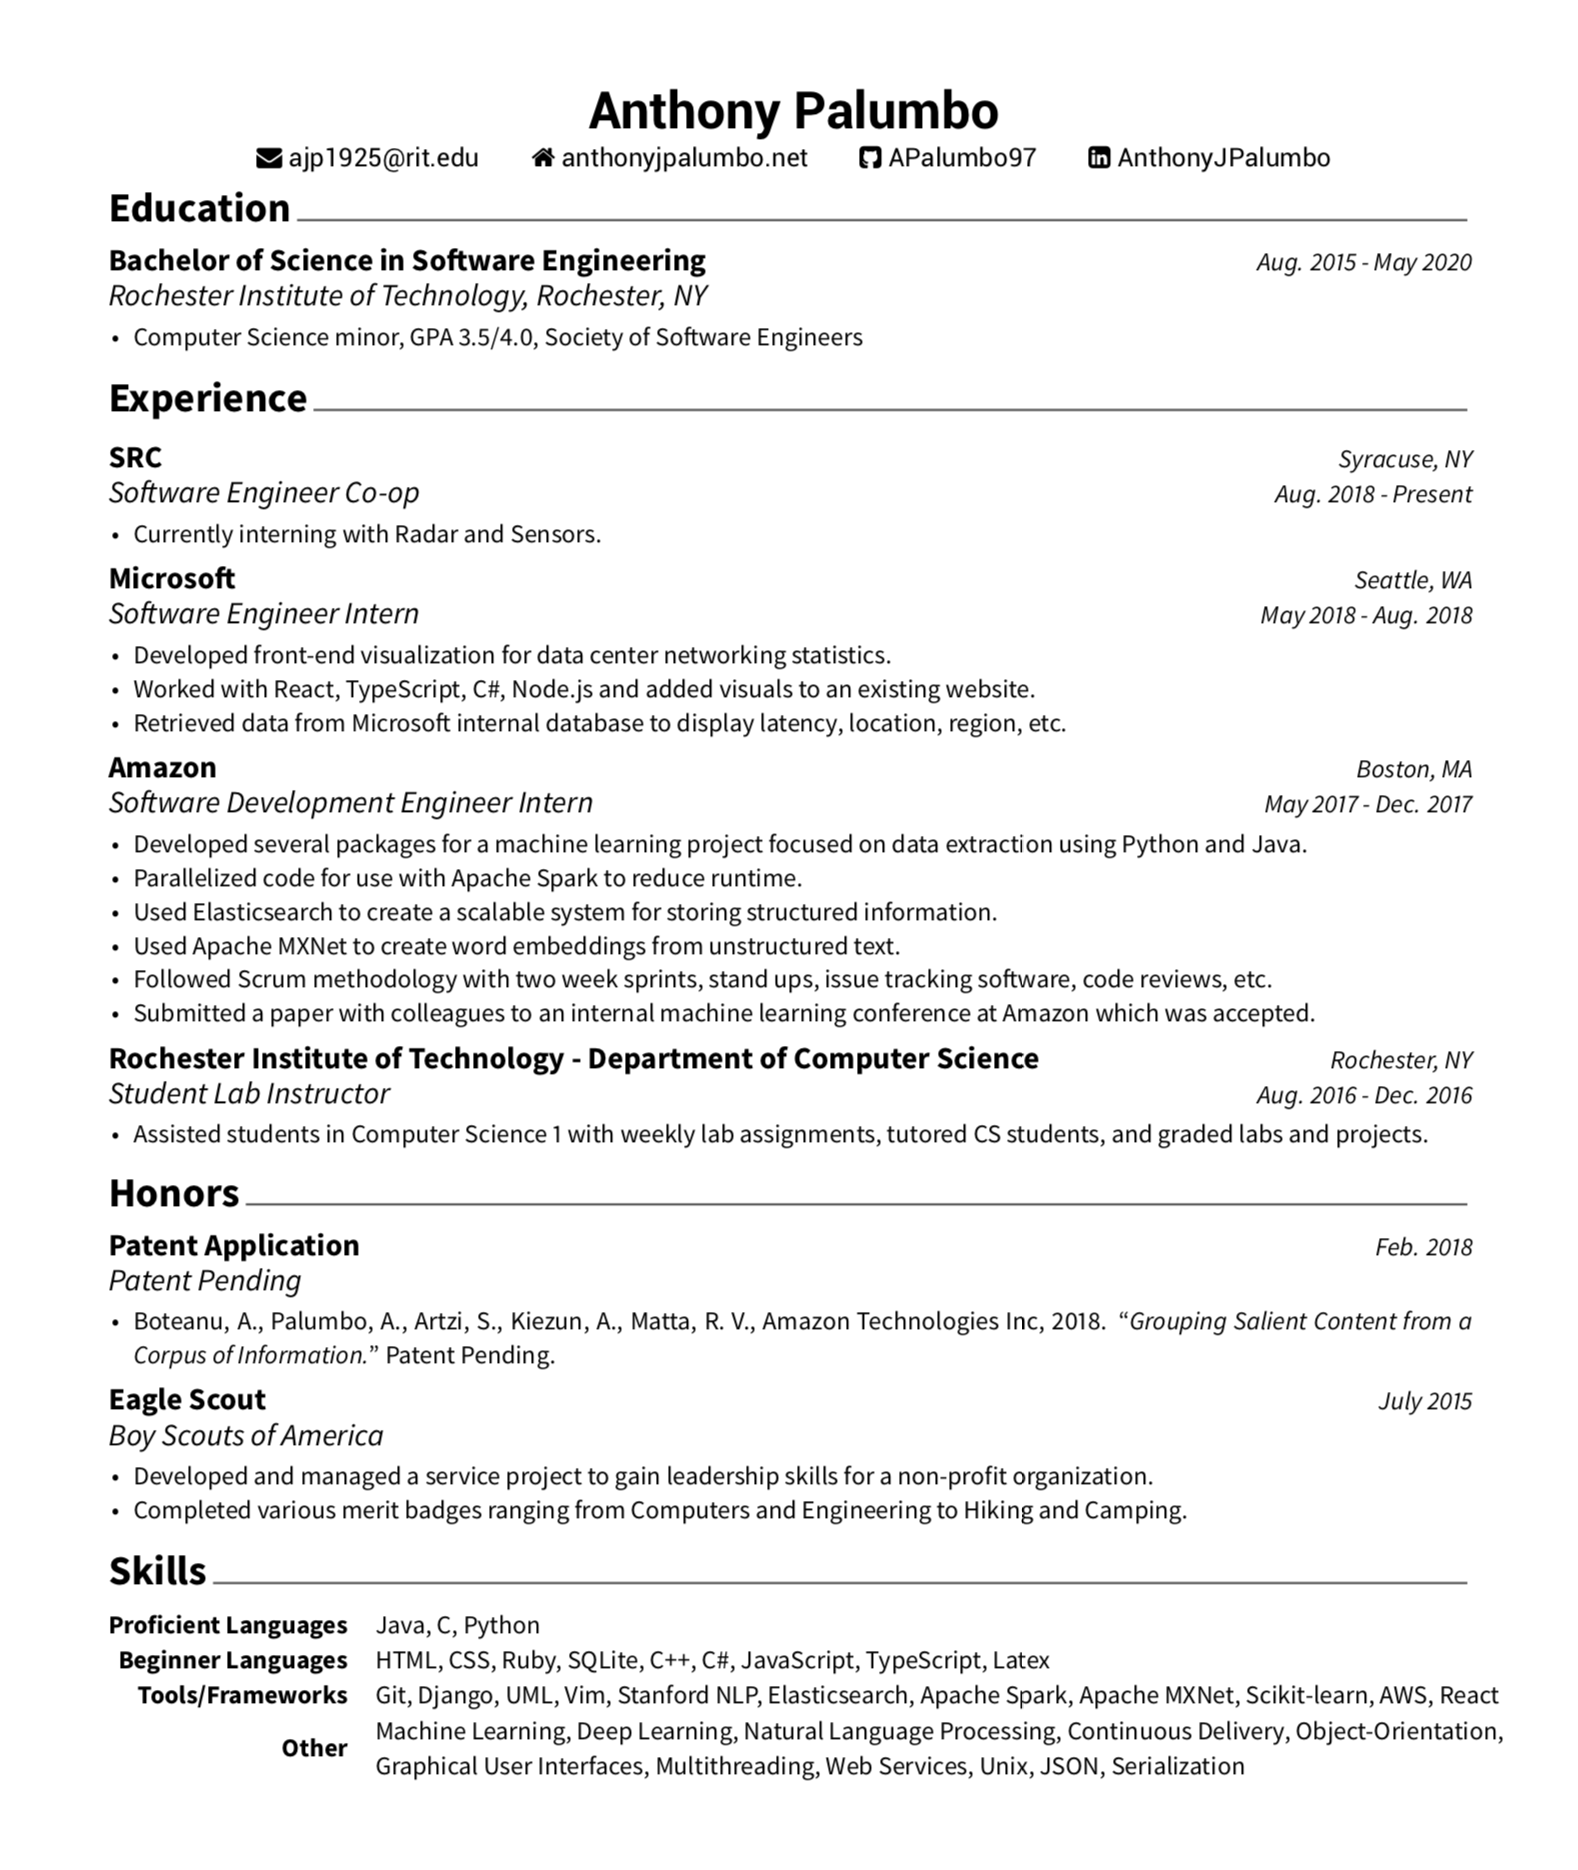 Anthony Palumbo
ajp1925@rit.edu anthonyjpalumbo.net APalumbo97 AnthonyJPalumbo
Education
Bachelor of Science in Software Engineering Aug. 2015 - May 2020
Rochester Institute of Technology, Rochester, NY
• Computer Science minor, GPA 3.5/4.0, Society of Software Engineers
Experience
SRC Syracuse, NY
Software Engineer Co-op Aug. 2018 - Present
• Currently interning with Radar and Sensors.
Microsoft Seattle, WA
Software Engineer Intern May 2018 - Aug. 2018
• Developed front-end visualization for data center networking statistics.
• Worked with React, TypeScript, C#, Node.js and added visuals to an existing website.
• Retrieved data from Microsoft internal database to display latency, location, region, etc.
Amazon Boston, MA
Software Development Engineer Intern May 2017 - Dec. 2017
• Developed several packages for a machine learning project focused on data extraction using Python and Java.
• Parallelized code for use with Apache Spark to reduce runtime.
• Used Elasticsearch to create a scalable system for storing structured information.
• Used Apache MXNet to create word embeddings from unstructured text.
• Followed Scrum methodology with two week sprints, stand ups, issue tracking software, code reviews, etc.
• Submitted a paper with colleagues to an internal machine learning conference at Amazon which was accepted.
Rochester Institute of Technology - Department of Computer Science Rochester, NY
Student Lab Instructor Aug. 2016 - Dec. 2016
• Assisted students in Computer Science 1 with weekly lab assignments, tutored CS students, and graded labs and projects.
Honors
Patent Application Feb. 2018
Patent Pending
• Boteanu, A., Palumbo, A., Artzi, S., Kiezun, A., Matta, R. V., Amazon Technologies Inc, 2018. “Grouping Salient Content from a
Corpus of Information.” Patent Pending.
Eagle Scout July 2015
Boy Scouts of America
• Developed and managed a service project to gain leadership skills for a non-profit organization.
• Completed various merit badges ranging from Computers and Engineering to Hiking and Camping.
Skills
Proficient Languages Java, C, Python
Beginner Languages HTML, CSS, Ruby, SQLite, C++, C#, JavaScript, TypeScript, Latex
Tools/Frameworks Git, Django, UML, Vim, Stanford NLP, Elasticsearch, Apache Spark, Apache MXNet, Scikit-learn, AWS, React
Other Machine Learning, Deep Learning, Natural Language Processing, Continuous Delivery, Object-Orientation,
Graphical User Interfaces, Multithreading, Web Services, Unix, JSON, Serialization